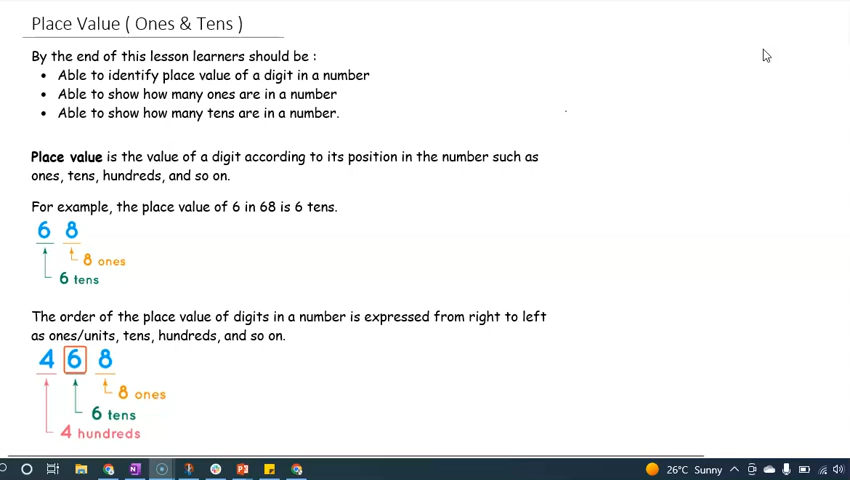 Place Value ( Ones & Tens )
By the end of this lesson learners should be :
• Able to identify place value of a digit in a number
• Able to show how many ones are in a number
• Able to show how many tens are in a number.
Place value is the value of a digit according to its position in the number such as
ones, tens, hundreds, and so on.
For example, the place value of 6 in 68 is 6 tens.
6 8
8 ones
6 tens
The order of the place value of digits in a number is expressed from right to left
as ones/units, tens, hundreds, and so on.
4 6 8
8 ones
6 tens
4 hundreds
26°C Sunny